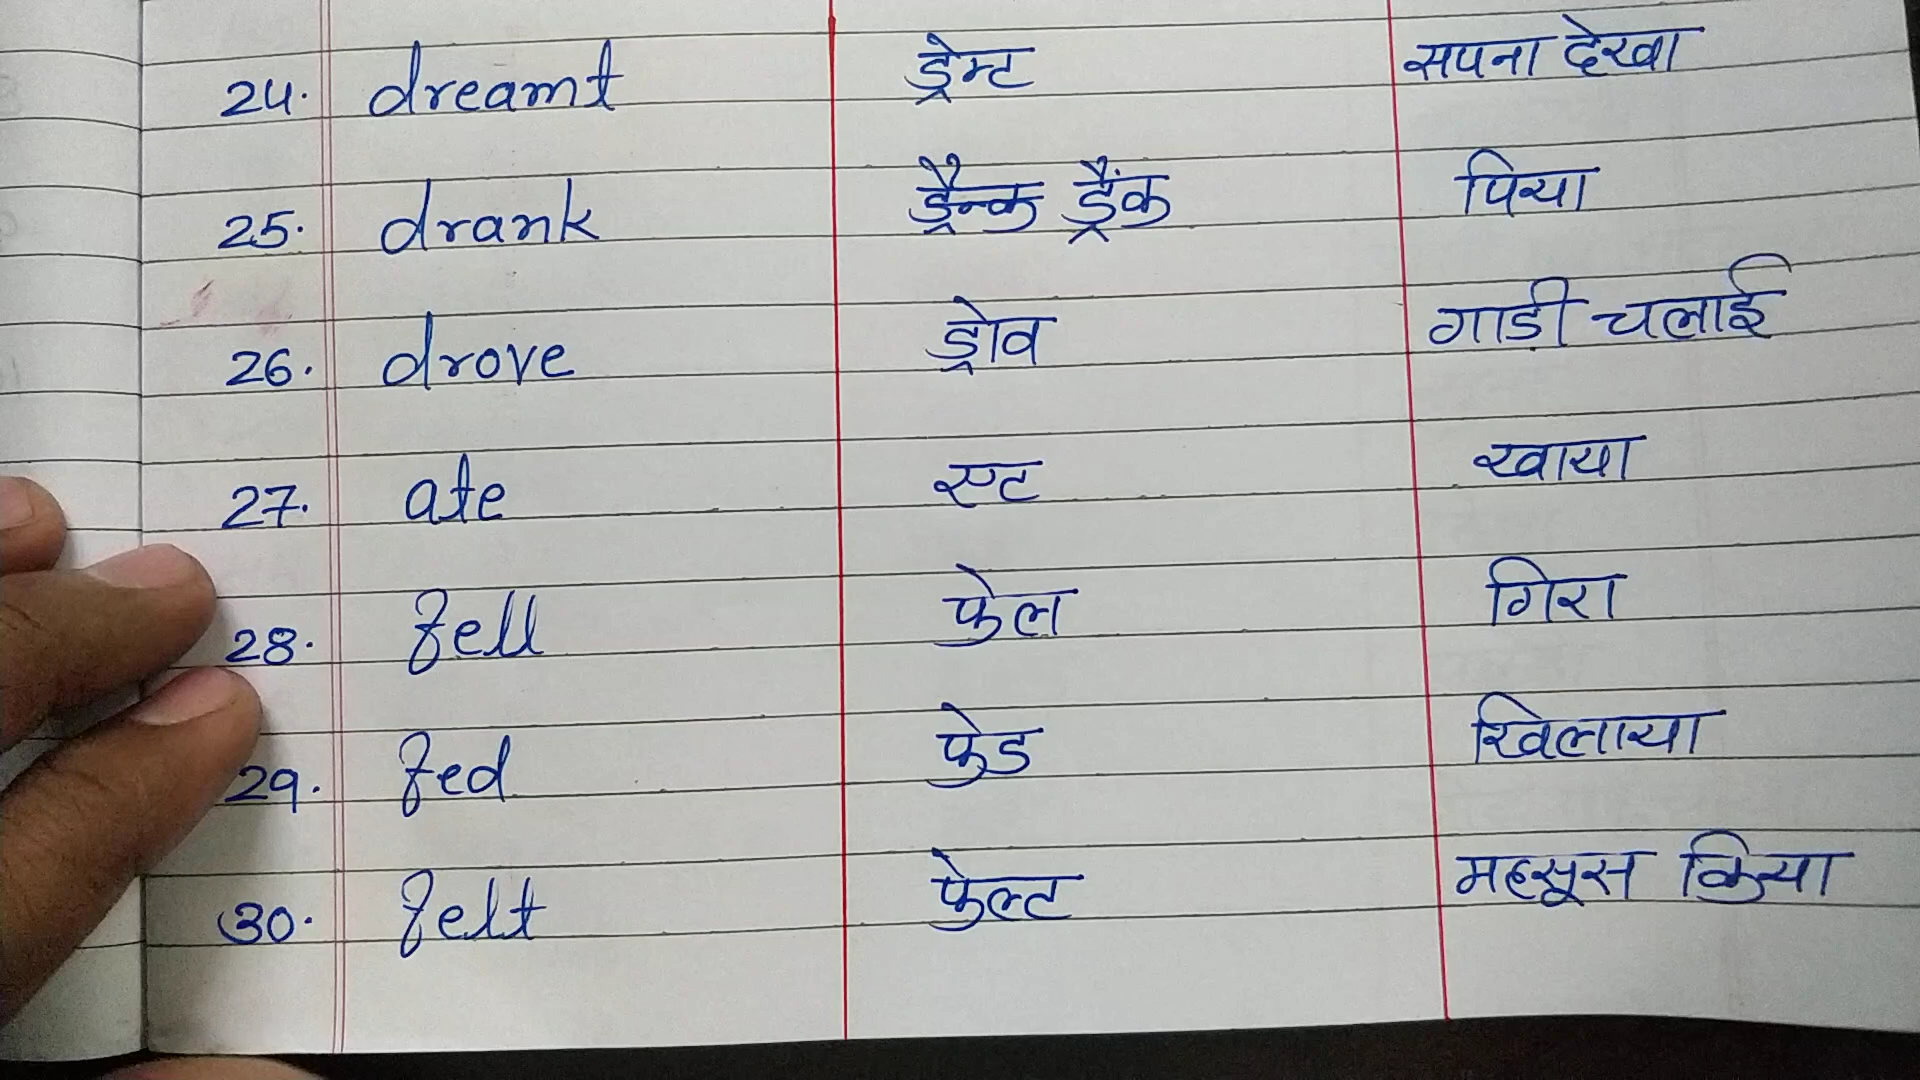 24. dreamt ड्रेम्ट सपना देखा
25. drank ड्रैन्क ड्रैंक पिया
26. drove ड्रोव गाडी चलाई
27. ate एट खाया
28. fell फेल गिरा
29. fed फेड खिलाया
30. felt फेल्ट महसूस किया